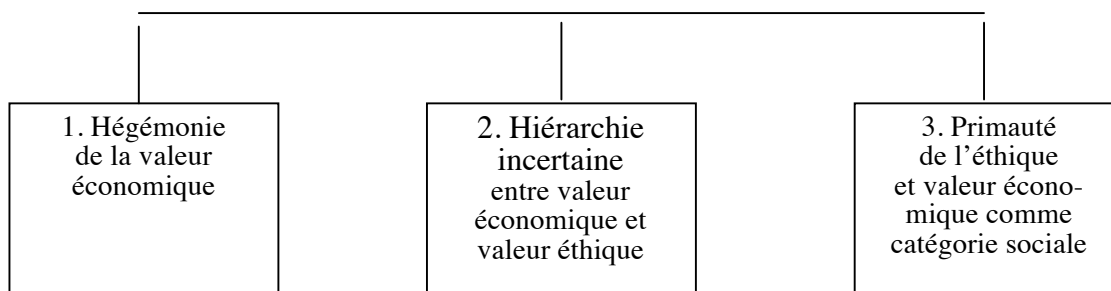 1. Hégémonie
de la valeur
économique
2. Hiérarchie
incertaine
entre valeur
économique et
valeur éthique
3. Primauté
de l’éthique
et valeur écono-
mique comme
catégorie sociale